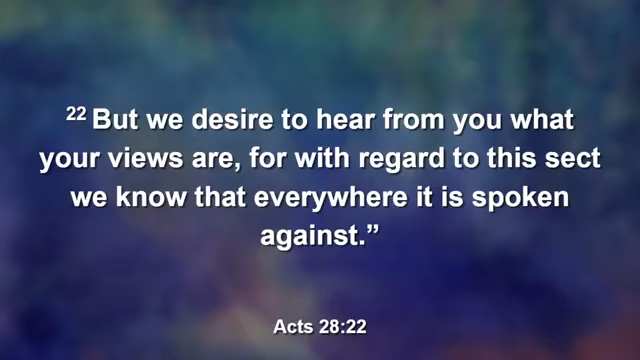 22 But we desire to hear from you what
your views are, for with regard to this sect
we know that everywhere it is spoken
against.”
Acts 28:22